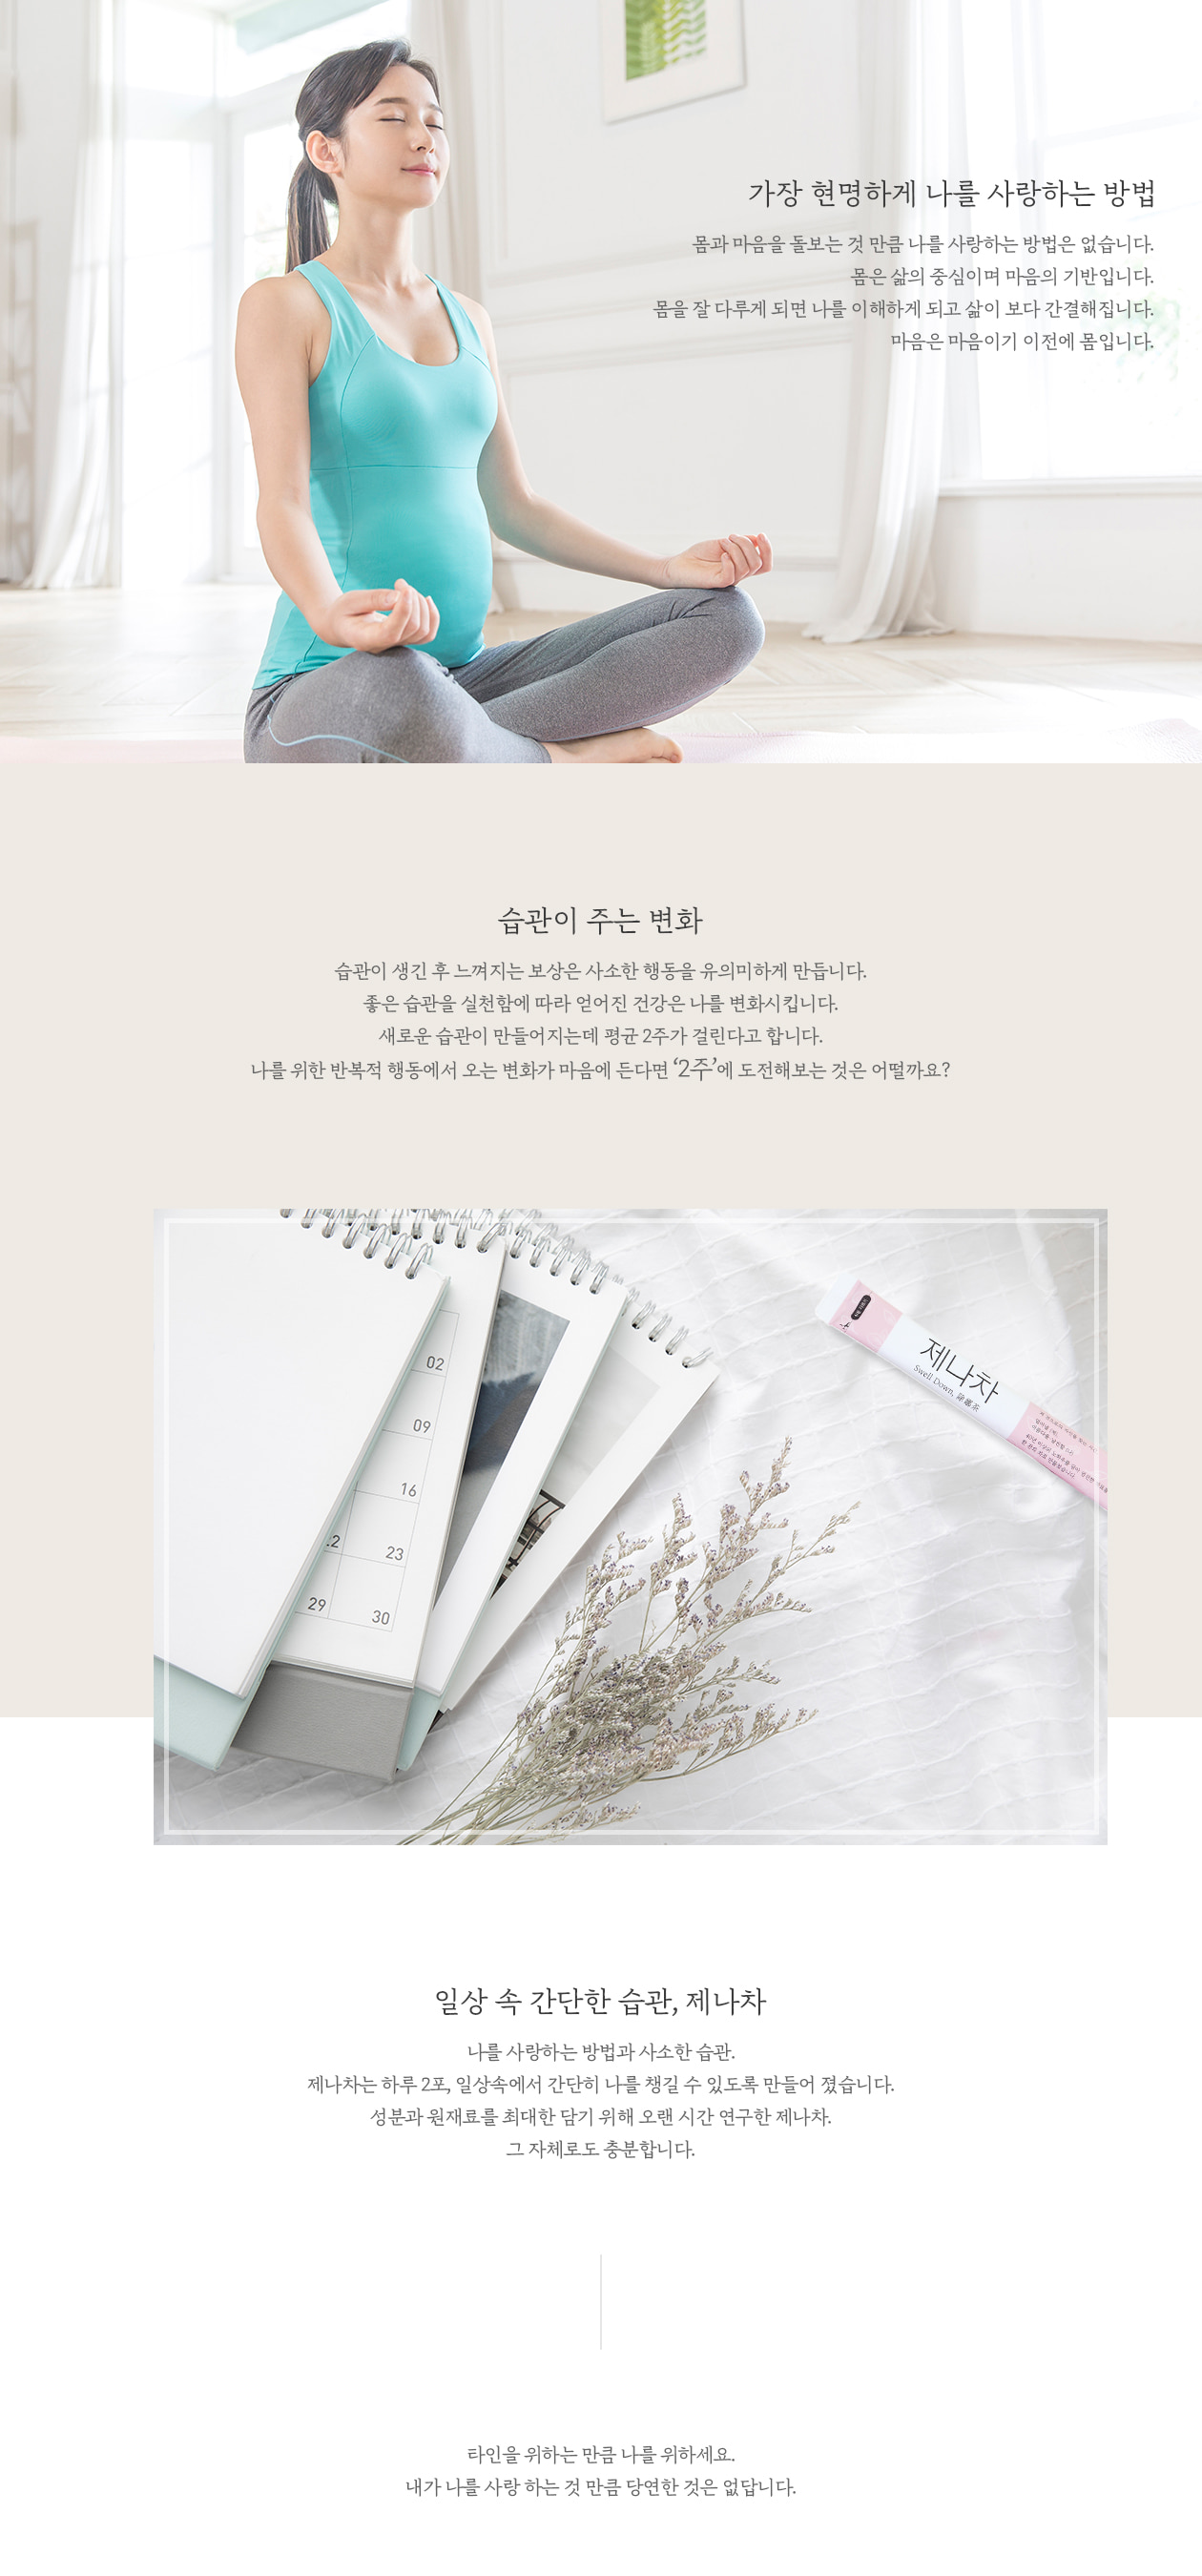 가장 현명하게 나를 사랑하는 방법
몸과 마음을 돌보는 것 만큼 나를 사랑하는 방법은 없습니다.
몸은 삶의 중심이며 마음의 기반입니다.
몸을 잘 다루게 되면 나를 이해하게 되고 삶이 보다 간결해집니다.
마음은 마음이기 이전에 몸입니다.
습관이 주는 변화
습관이 생긴 후 느껴지는 보상은 사소한 행동을 유의미하게 만듭니다.
좋은 습관을 실천함에 따라 얻어진 건강은 나를 변화시킵니다.
새로운 습관이 만들어지는데 평균 2주가 걸린다고 합니다.
나를 위한 반복적 행동에서 오는 변화가 마음에 든다면 ‘2주’에 도전해보는 것은 어떨까요?
02
09
16
.2 23
29 30
제나차
Swell Down,
일상 속 간단한 습관, 제나차
나를 사랑하는 방법과 사소한 습관.
제나차는 하루 2포, 일상속에서 간단히 나를 챙길 수 있도록 만들어 졌습니다.
성분과 원재료를 최대한 담기 위해 오랜 시간 연구한 제나차.
그 자체로도 충분합니다.
타인을 위하는 만큼 나를 위하세요.
내가 나를 사랑 하는 것 만큼 당연한 것은 없답니다.